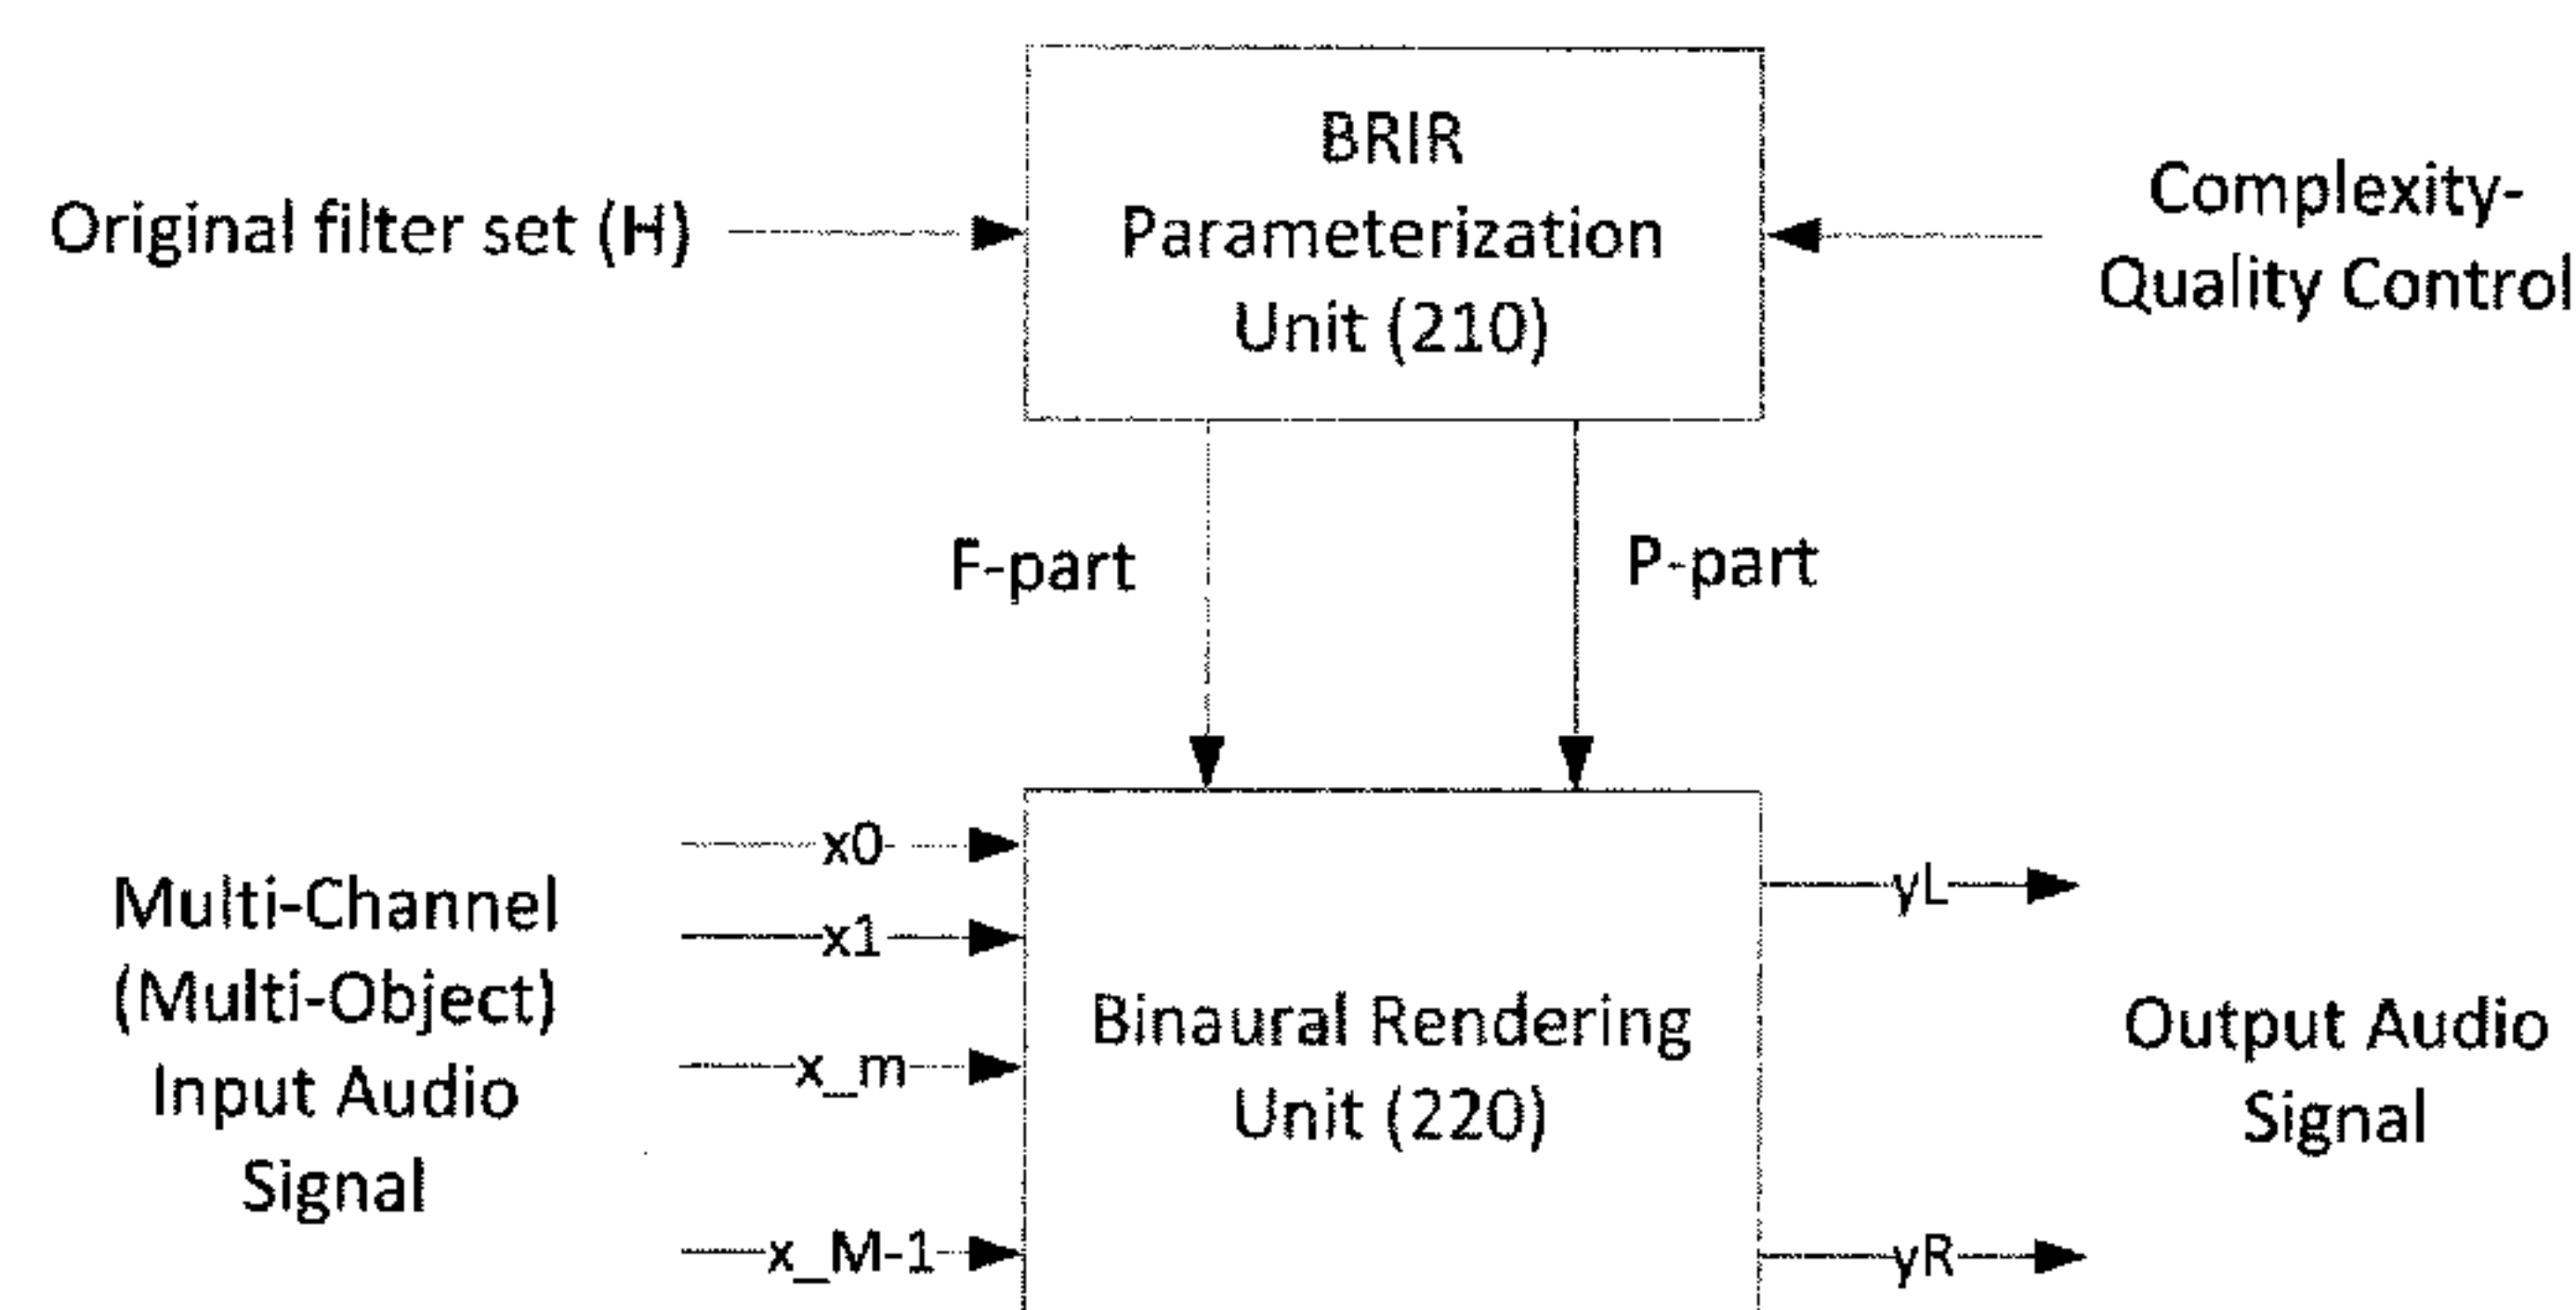 BRIR
Parameterization
Unit (210)
Original filter set (H)
Complexity-
Quality Control
F-part
P-part
Multi-Channel
(Multi-Object)
Input Audio
Signal
x0
x1
x_m
x_M-1
Binaural Rendering
Unit (220)
yL
yR
Output Audio
Signal